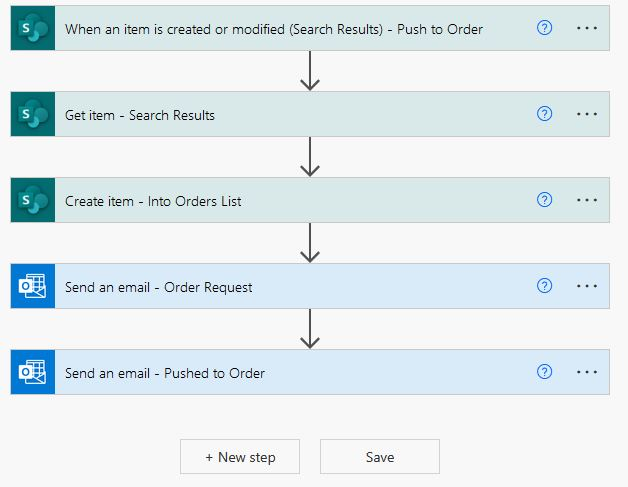 When an item is created or modified (Search Results) - Push to Order
Get item - Search Results
Create item - Into Orders List
Send an email - Order Request
Send an email - Pushed to Order
+ New step
Save